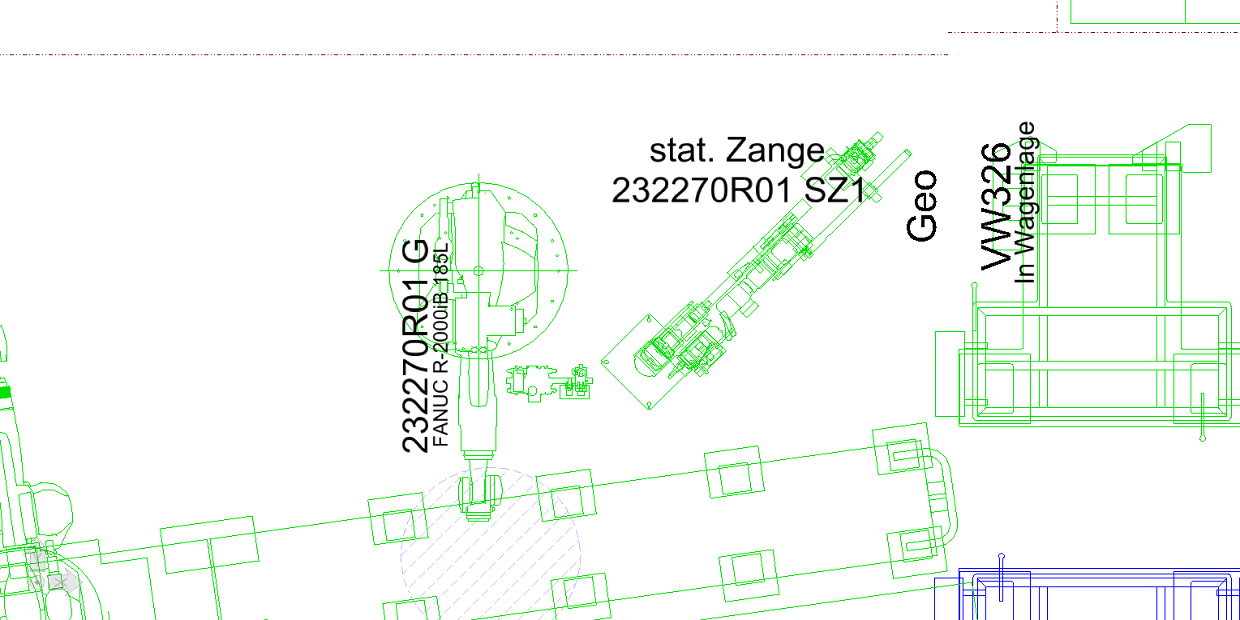 stat. Zange
232270R01 SZ1
Geo
VW326
In Wagenlage
232270R01 G
FANUC R-2000iB 185L